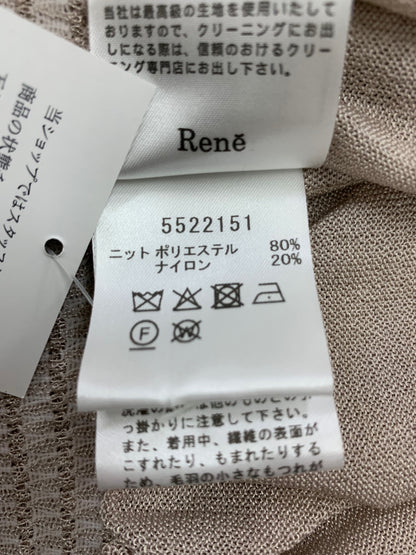 当社は最高級の生地を使用いたして
おりますので、クリーニングにお出し
になる際は、信頼のおけるクリー
ニング専門店にお出し下さい。
René
5522151
ニット ポリエステル 80%
ナイロン 20%
F
W
っ掛かりに注意して下さい。
また、着用中、繊維の表面が
こすれたり、もまれたりする
ため、毛羽の小さなもつれが
当ショップではスタッフ
商品の状態を